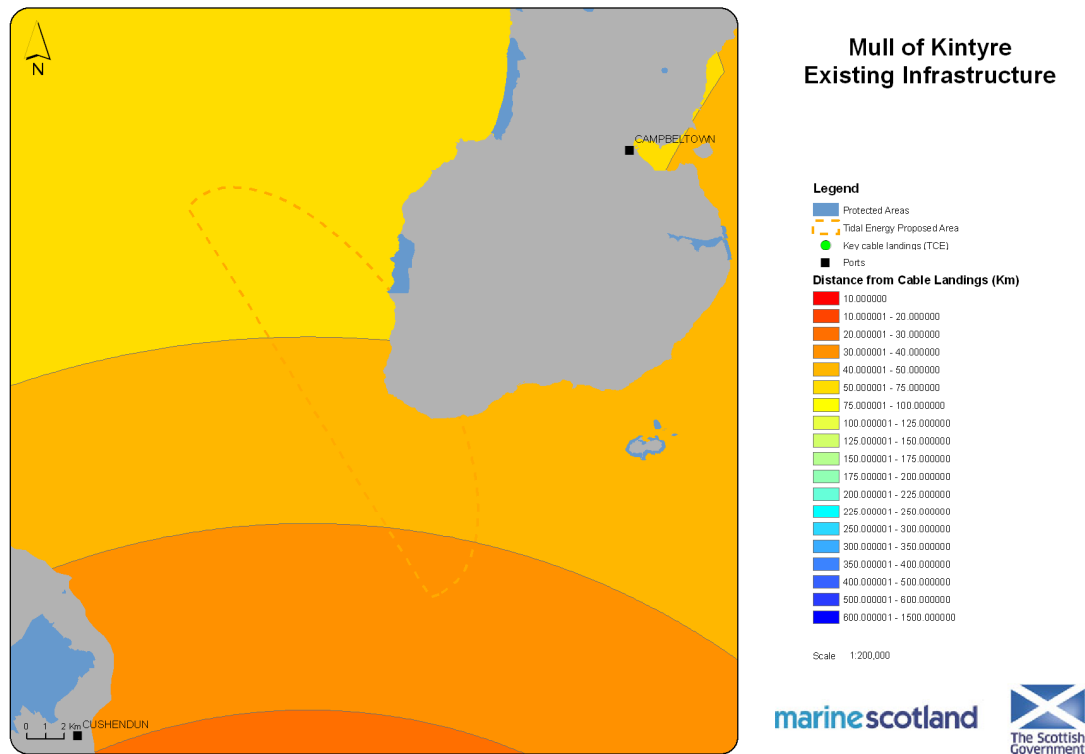 Mull of Kintyre
Existing Infrastructure
N
CAMPBELTOWN
Legend
Protected Areas
Tidal Energy Proposed Area
Key cable landings (TCE)
Ports
Distance from Cable Landings (Km)
10.000000
10.000001 - 20.000000
20.000001 - 30.000000
30.000001 - 40.000000
40.000001 - 50.000000
50.000001 - 75.000000
75.000001 - 100.000000
100.000001 - 125.000000
125.000001 - 150.000000
150.000001 - 175.000000
175.000001 - 200.000000
200.000001 - 225.000000
225.000001 - 250.000000
250.000001 - 300.000000
300.000001 - 350.000000
350.000001 - 400.000000
400.000001 - 500.000000
500.000001 - 600.000000
600.000001 - 1500.000000
Scale 1:200,000
0 1 2 Km
CUSHENDUN
marinescotland
The Scottish
Government